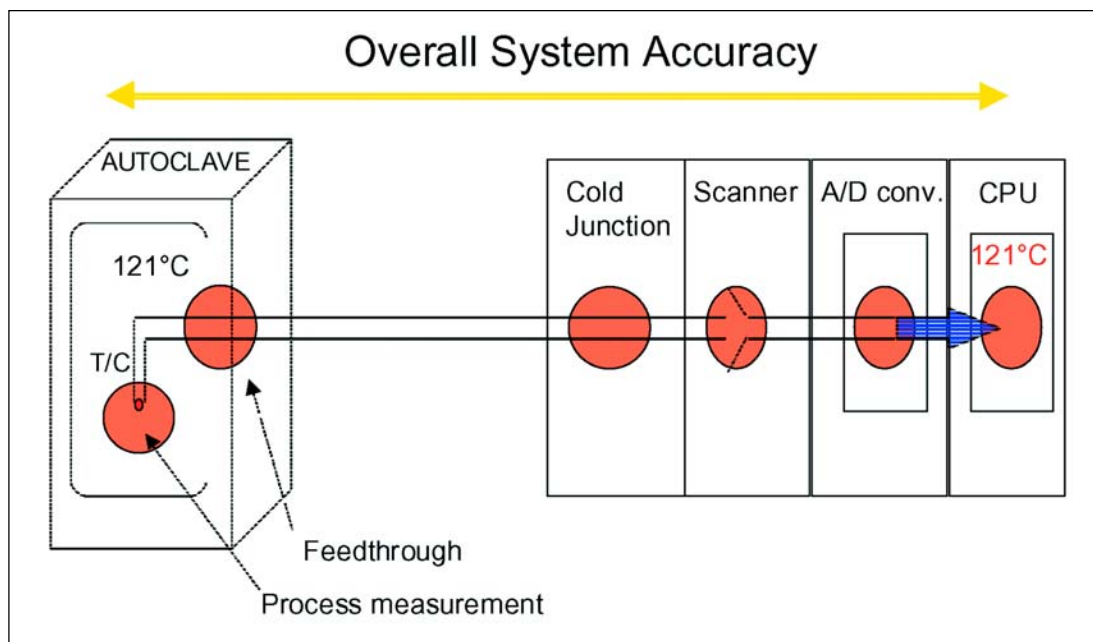 Overall System Accuracy
AUTOCLAVE
121°C
T/C
Feedthrough
Process measurement
Cold
Junction
Scanner
A/D conv.
CPU
121°C